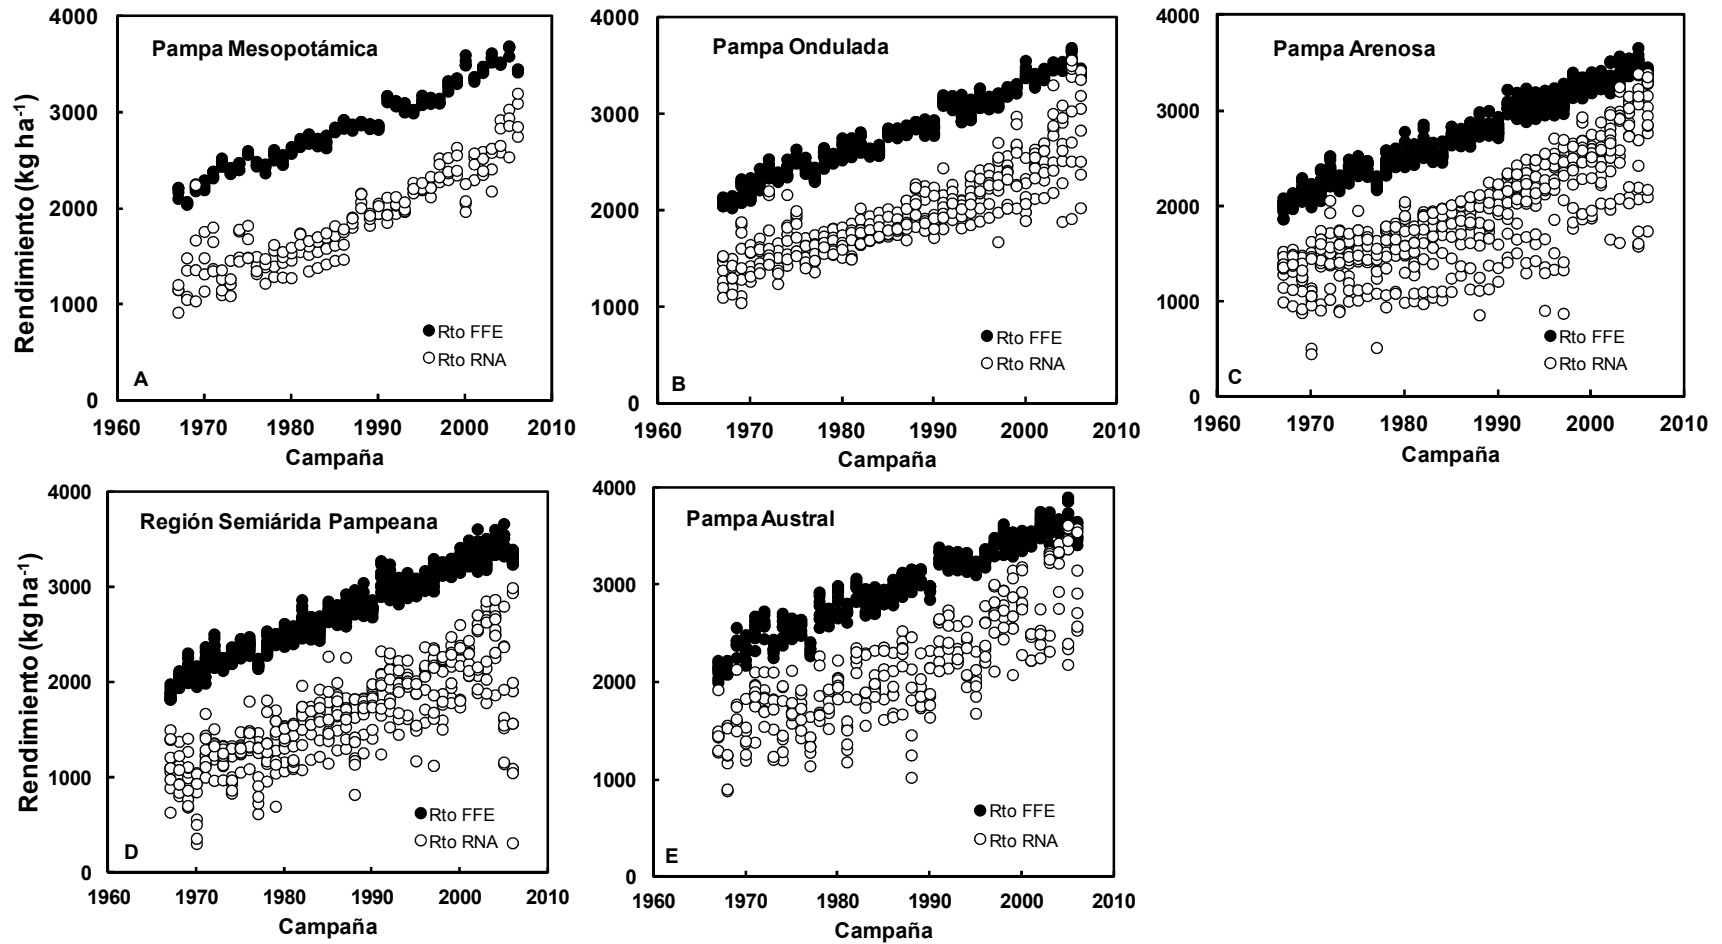 Rendimiento (kg ha-1)
4000
3000
2000
1000
0
Pampa Mesopotámica
Rto FFE
Rto RNA
A
1960 1970 1980 1990 2000 2010
Campaña
4000
3000
2000
1000
0
Pampa Ondulada
Rto FFE
Rto RNA
B
1960 1970 1980 1990 2000 2010
Campaña
4000
3000
2000
1000
0
Pampa Arenosa
Rto FFE
Rto RNA
C
1960 1970 1980 1990 2000 2010
Campaña
Rendimiento (kg ha-1)
4000
3000
2000
1000
0
Región Semiárida Pampeana
Rto FFE
Rto RNA
D
1960 1970 1980 1990 2000 2010
Campaña
4000
3000
2000
1000
0
Pampa Austral
Rto FFE
Rto RNA
E
1960 1970 1980 1990 2000 2010
Campaña